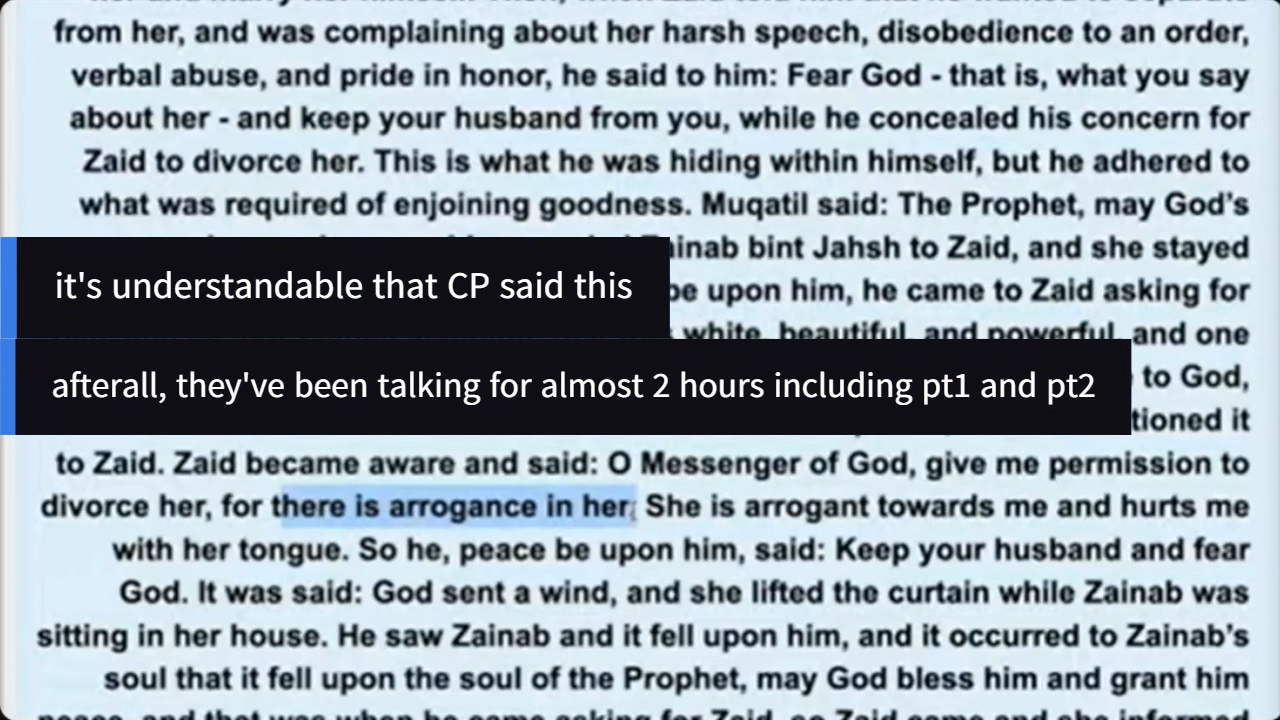 from her, and was complaining about her harsh speech, disobedience to an order,
verbal abuse, and pride in honor, he said to him: Fear God - that is, what you say
about her - and keep your husband from you, while he concealed his concern for
Zaid to divorce her. This is what he was hiding within himself, but he adhered to
what was required of enjoining goodness. Muqatil said: The Prophet, may God's
bint Jahsh to Zaid, and she stayed
it's understandable that CP said this
be upon him, he came to Zaid asking for
white, beautiful, and powerful, and one
afterall, they've been talking for almost 2 hours including pt1 and pt2
to God,
it
to Zaid. Zaid became aware and said: O Messenger of God, give me permission to
divorce her, for there is arrogance in her. She is arrogant towards me and hurts me
with her tongue. So he, peace be upon him, said: Keep your husband and fear
God. It was said: God sent a wind, and she lifted the curtain while Zainab was
sitting in her house. He saw Zainab and it fell upon him, and it occurred to Zainab's
soul that it fell upon the soul of the Prophet, may God bless him and grant him